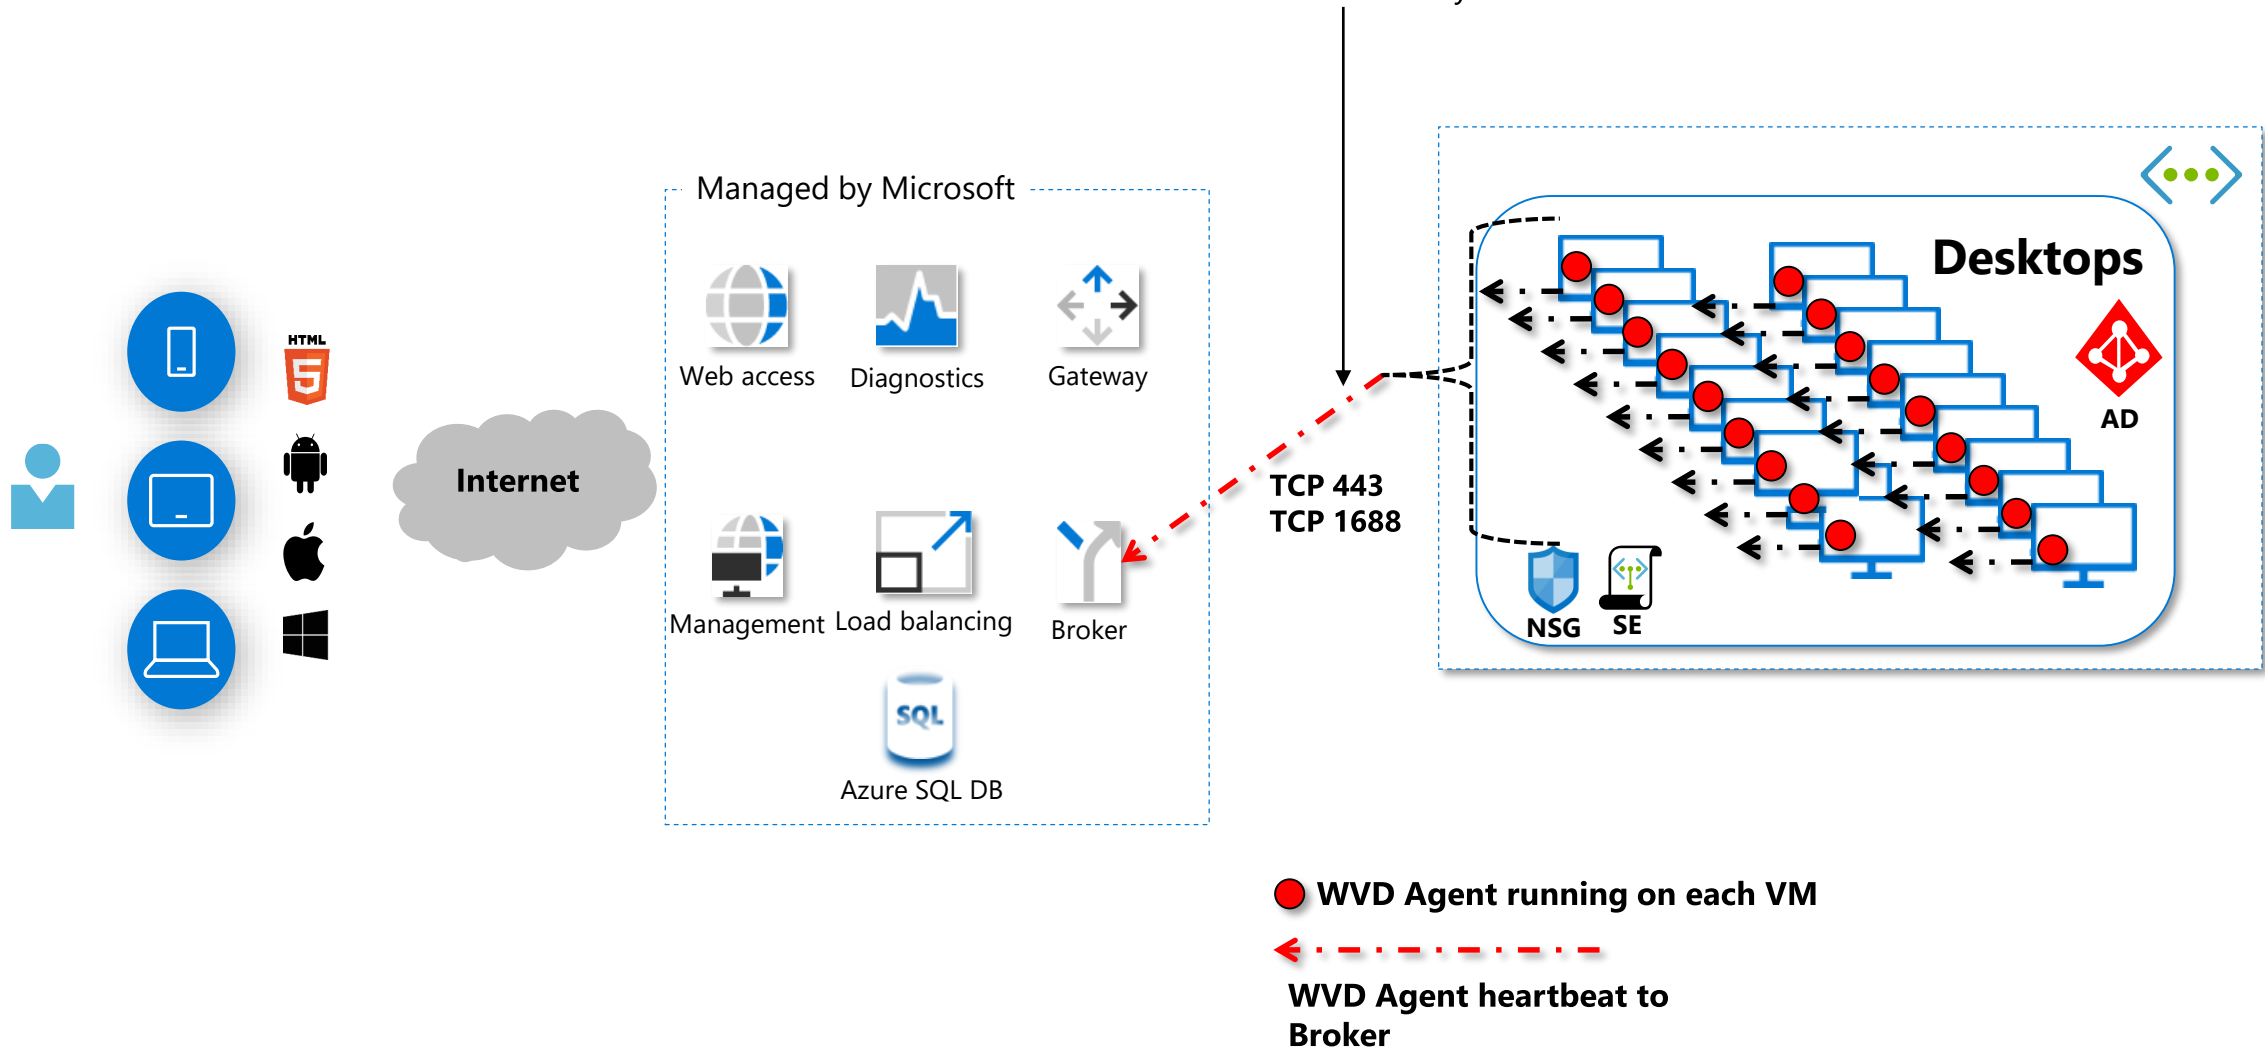 Managed by Microsoft
Web access
Diagnostics
Gateway
HTML
Internet
Management
Load balancing
Broker
SQL
Azure SQL DB
TCP 443
TCP 1688
Desktops
AD
NSG
SE
WVD Agent running on each VM
WVD Agent heartbeat to
Broker